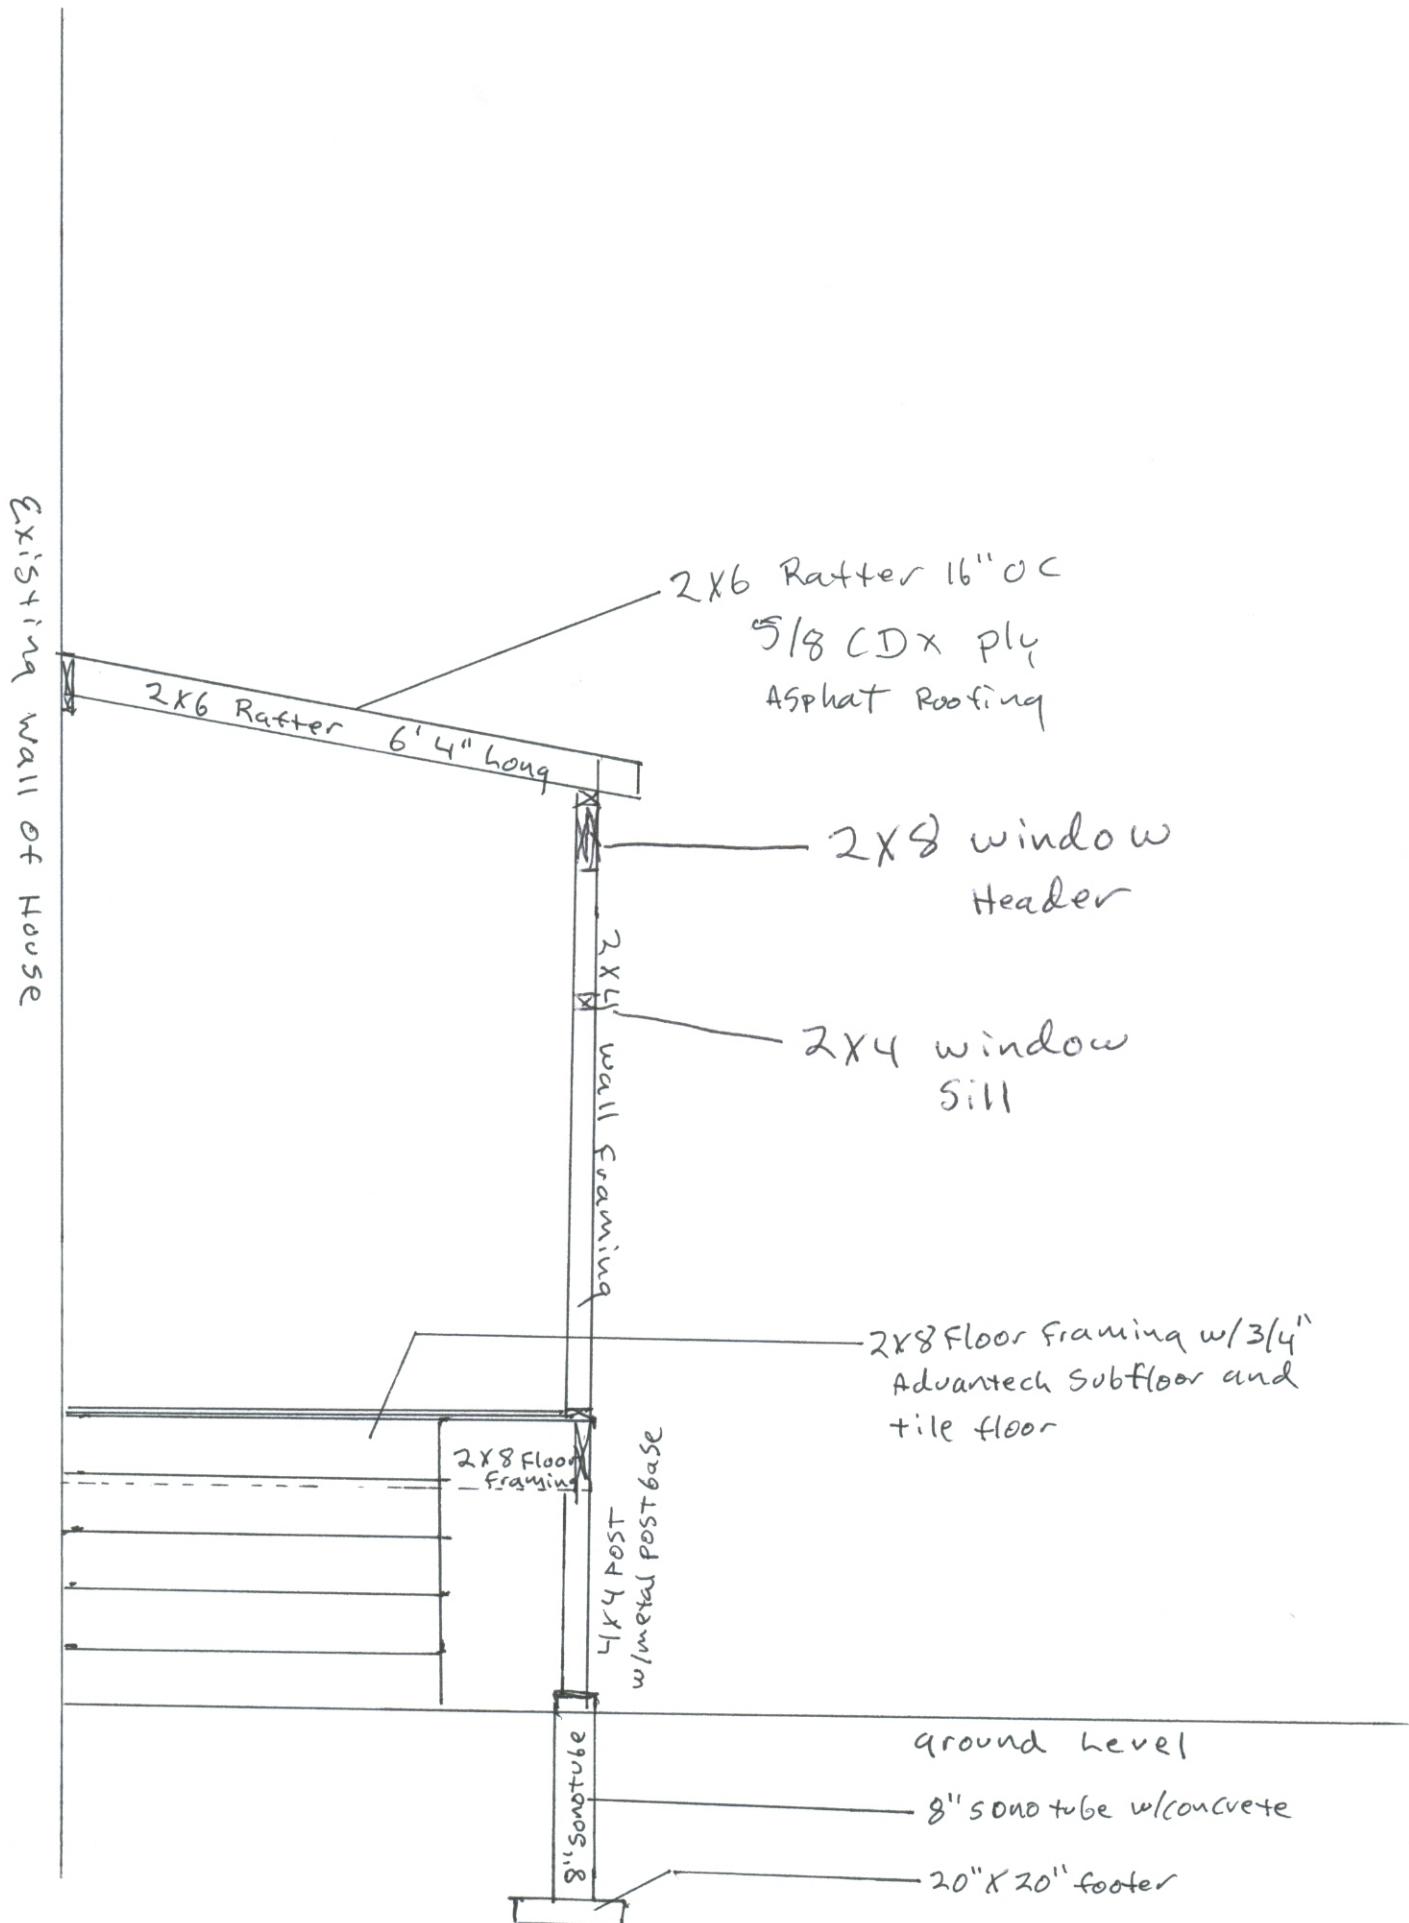 2X6 Rafter 16" OC
5/8 CDX Ply
Asphat Roofing
2X6 Rafter 6' 4" Long
Existing wall of House
2X8 window
Header
2X4 wall Framing
2X4 window
Sill
2X8 Floor Framing w/3/4"
Advantech Subfloor and
tile floor
2X8 Floor
Framing
4X4 POST
w/metal post base
ground Level
8" sonotube
8" sono tube w/concrete
20" X 20" footer